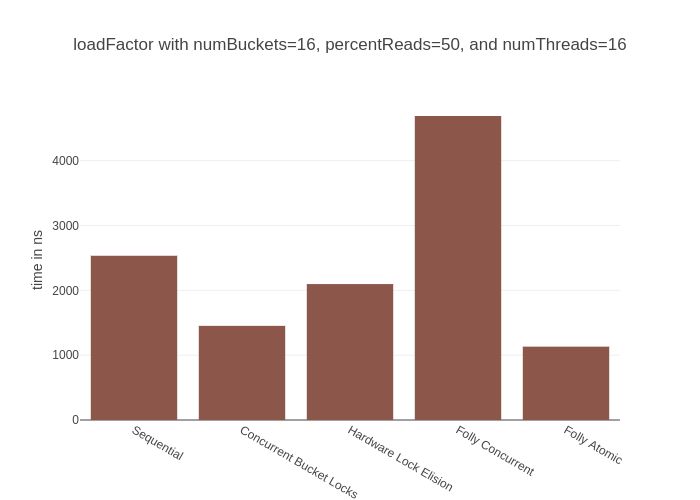 loadFactor with numBuckets=16, percentReads=50, and numThreads=16
time in ns
4000
3000
2000
1000
0
Sequential
Concurrent Bucket Locks
Hardware Lock Elision
Folly Concurrent
Folly Atomic